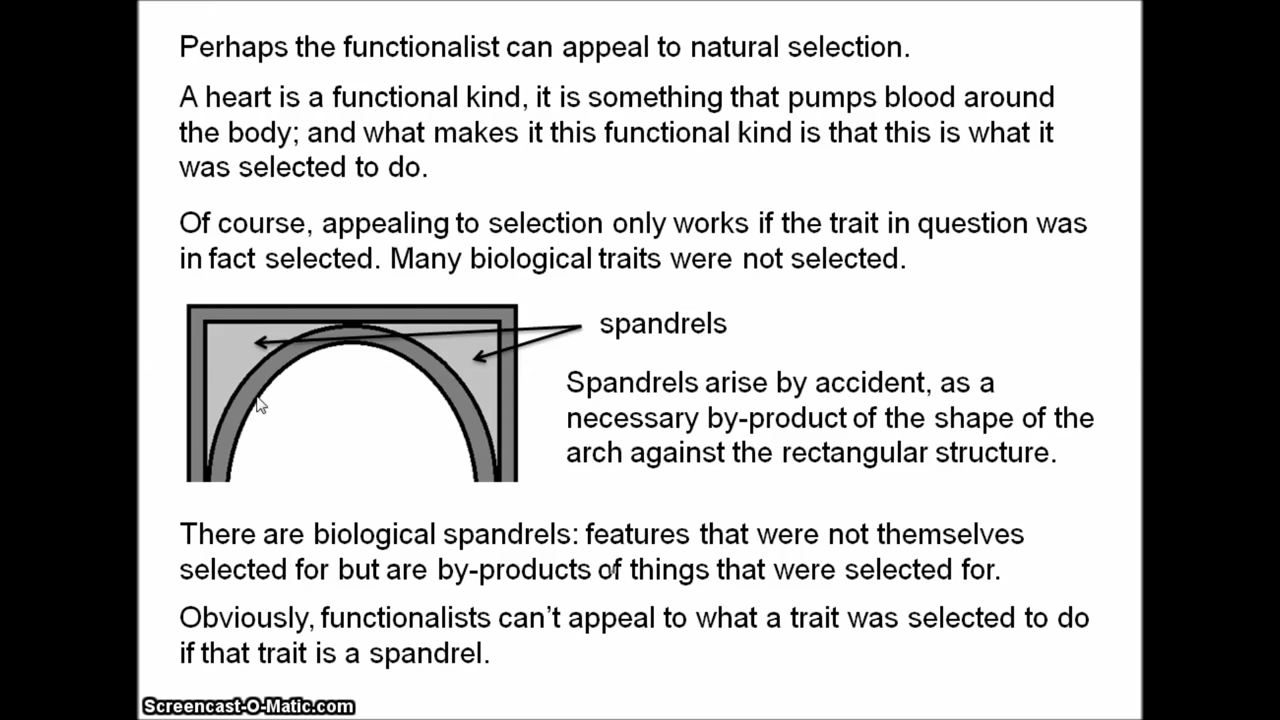 Perhaps the functionalist can appeal to natural selection.
A heart is a functional kind, it is something that pumps blood around
the body; and what makes it this functional kind is that this is what it
was selected to do.
Of course, appealing to selection only works if the trait in question was
in fact selected. Many biological traits were not selected.
spandrels
Spandrels arise by accident, as a
necessary by-product of the shape of the
arch against the rectangular structure.
There are biological spandrels: features that were not themselves
selected for but are by-products of things that were selected for.
Obviously, functionalists can’t appeal to what a trait was selected to do
if that trait is a spandrel.
Screencast-O-Matic.com